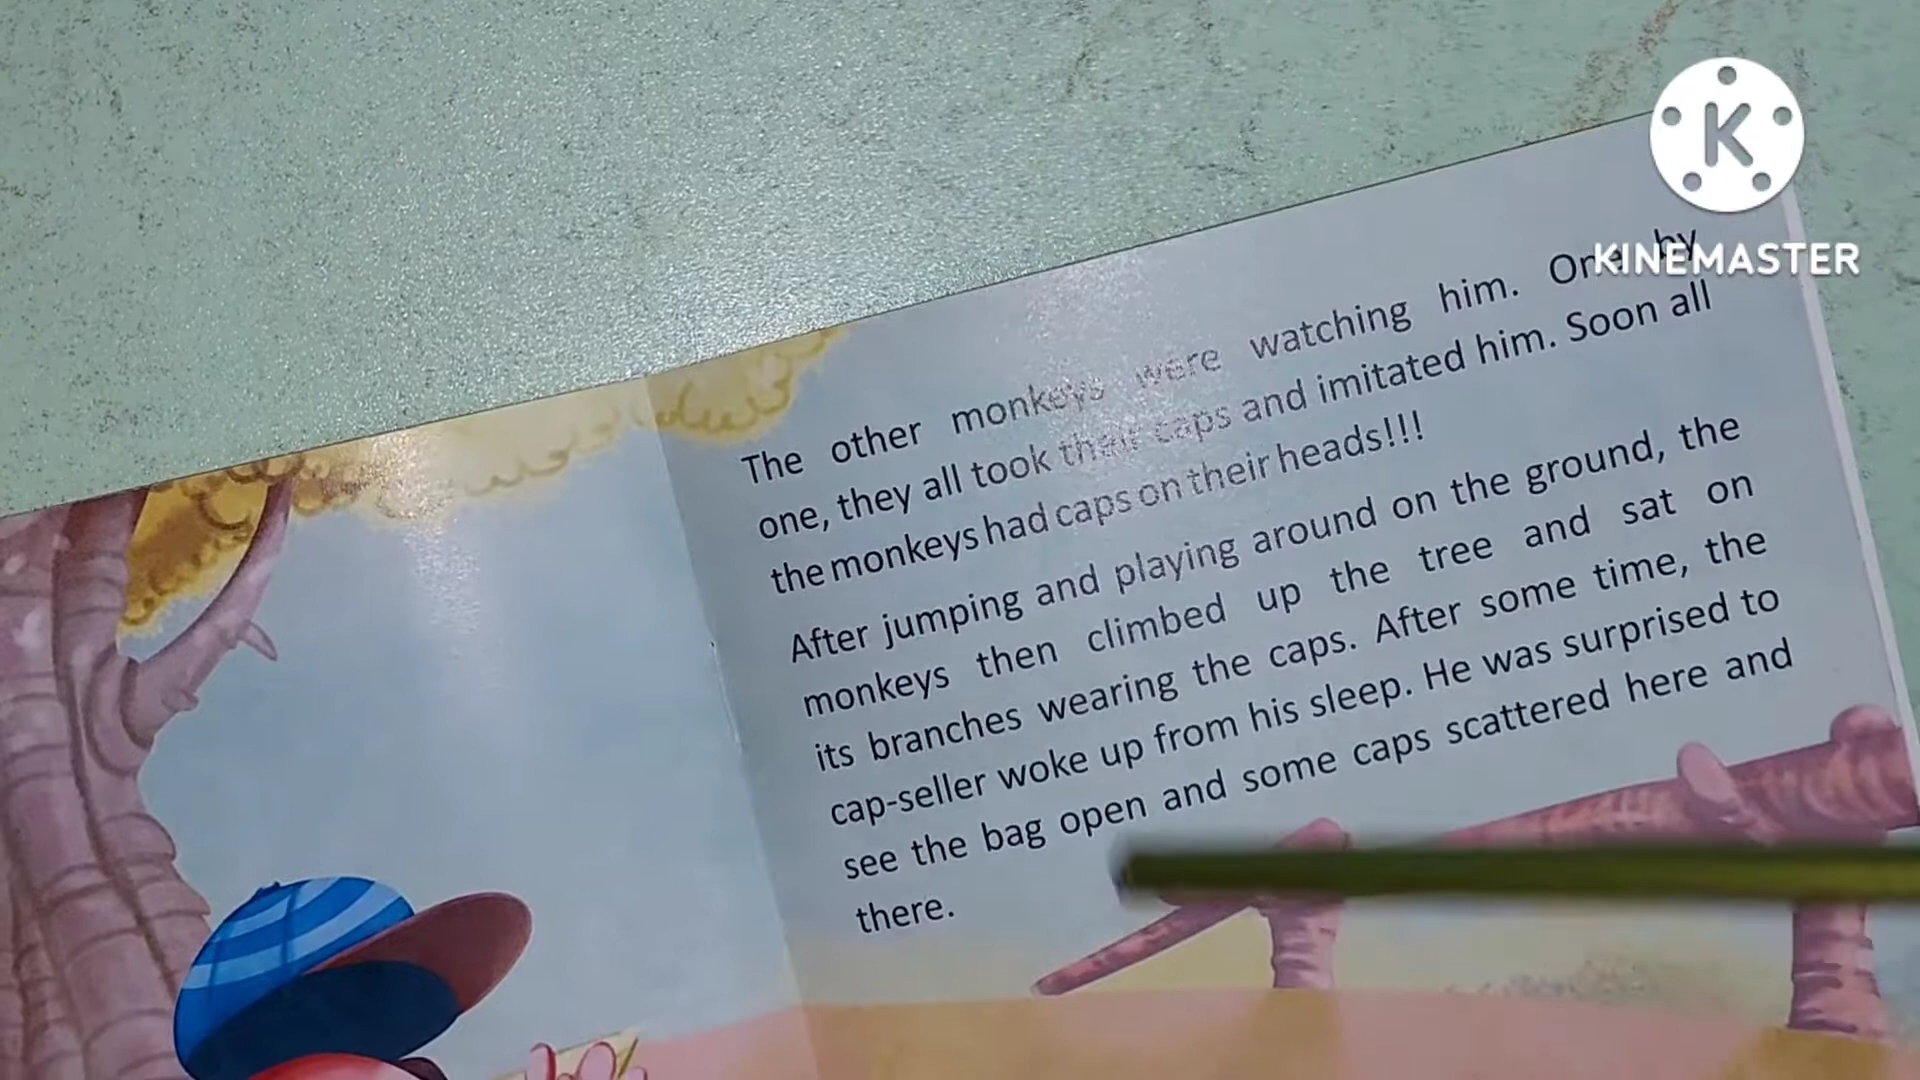 K
KINEMASTER
The other monkeys were watching him. One by
one, they all took their caps and imitated him. Soon all
the monkeys had caps on their heads!!!
After jumping and playing around on the ground, the
monkeys then climbed up the tree and sat on
its branches wearing the caps. After some time, the
cap-seller woke up from his sleep. He was surprised to
see the bag open and some caps scattered here and
there.